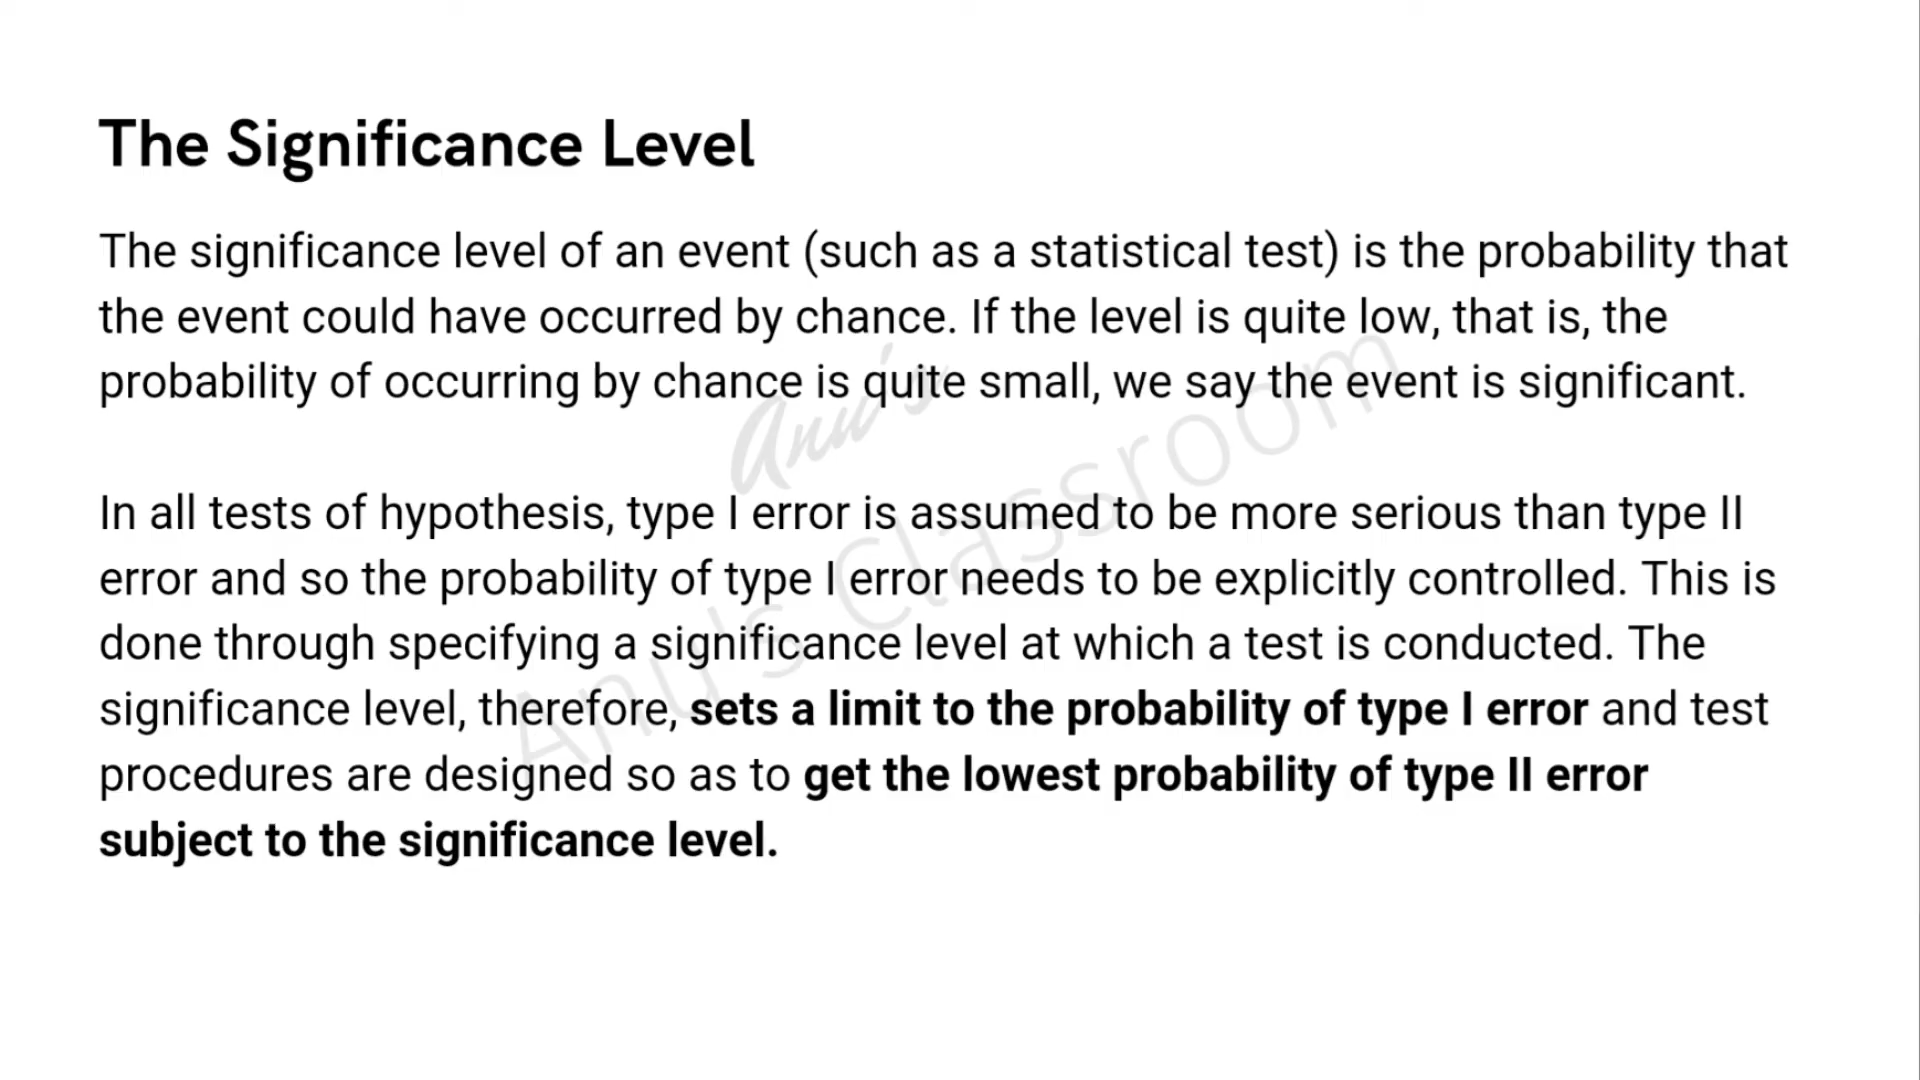 The Significance Level
The significance level of an event (such as a statistical test) is the probability that
the event could have occurred by chance. If the level is quite low, that is, the
probability of occurring by chance is quite small, we say the event is significant.
In all tests of hypothesis, type I error is assumed to be more serious than type II
error and so the probability of type I error needs to be explicitly controlled. This is
done through specifying a significance level at which a test is conducted. The
significance level, therefore, sets a limit to the probability of type I error and test
procedures are designed so as to get the lowest probability of type II error
subject to the significance level.
Anu's
Anu's Classroom